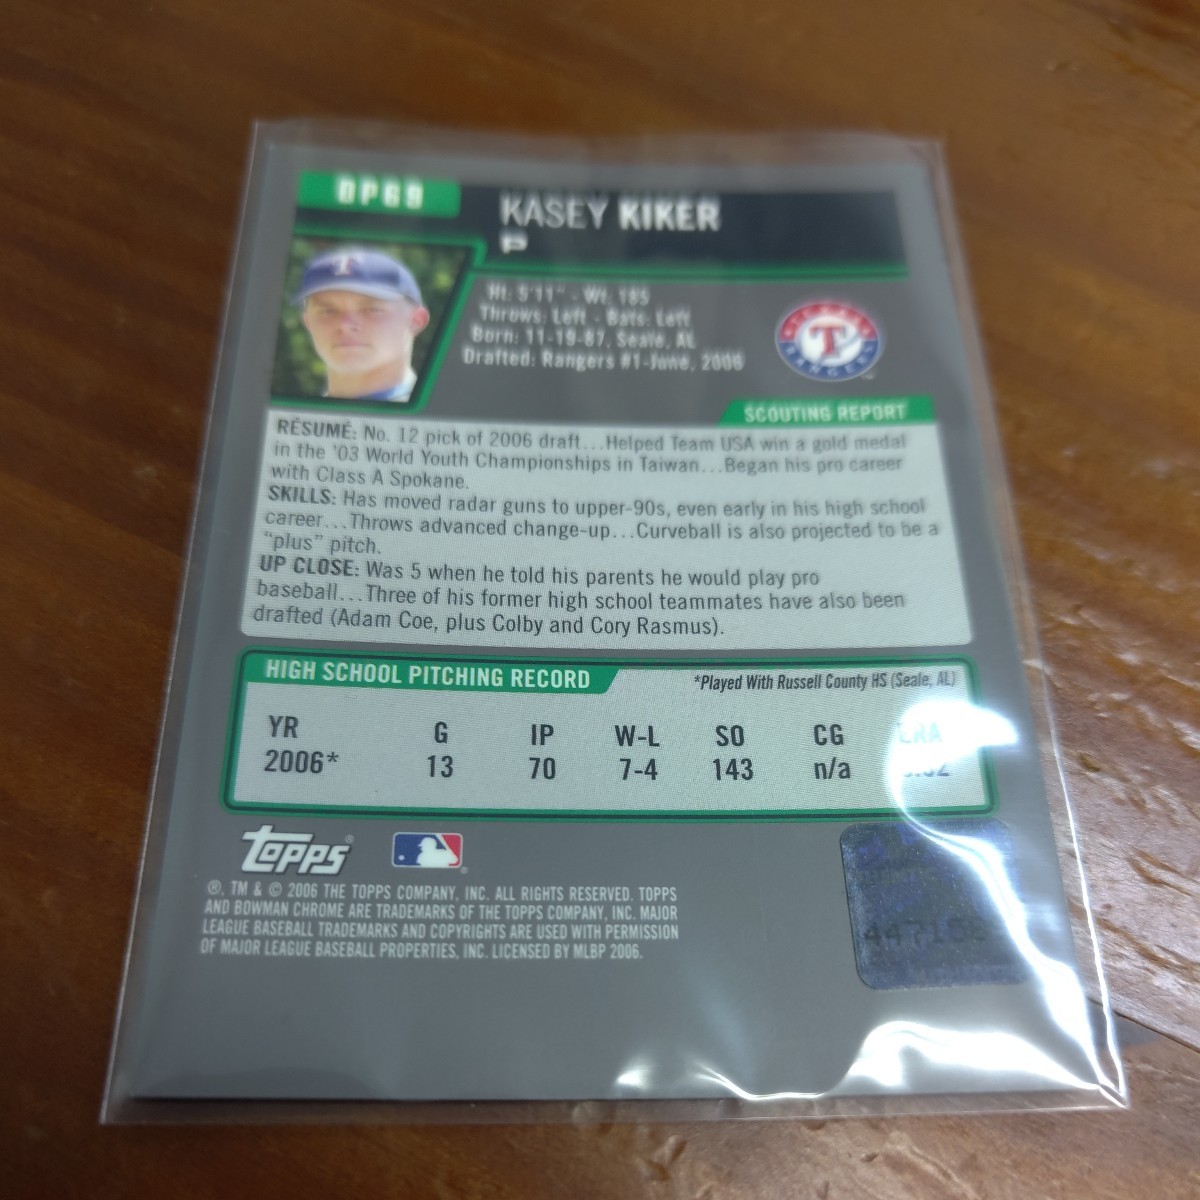 DP69
KASEY KIKER
P
Ht: 5'11" - Wt: 185
Throws: Left - Bats: Left
Born: 11-19-87, Seale, AL
Drafted: Rangers #1-June, 2006
TEXAS
T
RANGERS
SCOUTING REPORT
RÉSUMÉ: No. 12 pick of 2006 draft...Helped Team USA win a gold medal
in the '03 World Youth Championships in Taiwan...Began his pro career
with Class A Spokane.
SKILLS: Has moved radar guns to upper-90s, even early in his high school
career...Throws advanced change-up...Curveball is also projected to be a
"plus" pitch.
UP CLOSE: Was 5 when he told his parents he would play pro
baseball...Three of his former high school teammates have also been
drafted (Adam Coe, plus Colby and Cory Rasmus).
HIGH SCHOOL PITCHING RECORD *Played With Russell County HS (Seale, AL)
YR G IP W-L SO CG ERA
2006* 13 70 7-4 143 n/a
Topps
®, TM & © 2006 THE TOPPS COMPANY, INC. ALL RIGHTS RESERVED. TOPPS
AND BOWMAN CHROME ARE TRADEMARKS OF THE TOPPS COMPANY, INC. MAJOR
LEAGUE BASEBALL TRADEMARKS AND COPYRIGHTS ARE USED WITH PERMISSION
OF MAJOR LEAGUE BASEBALL PROPERTIES, INC. LICENSED BY MLBP 2006.